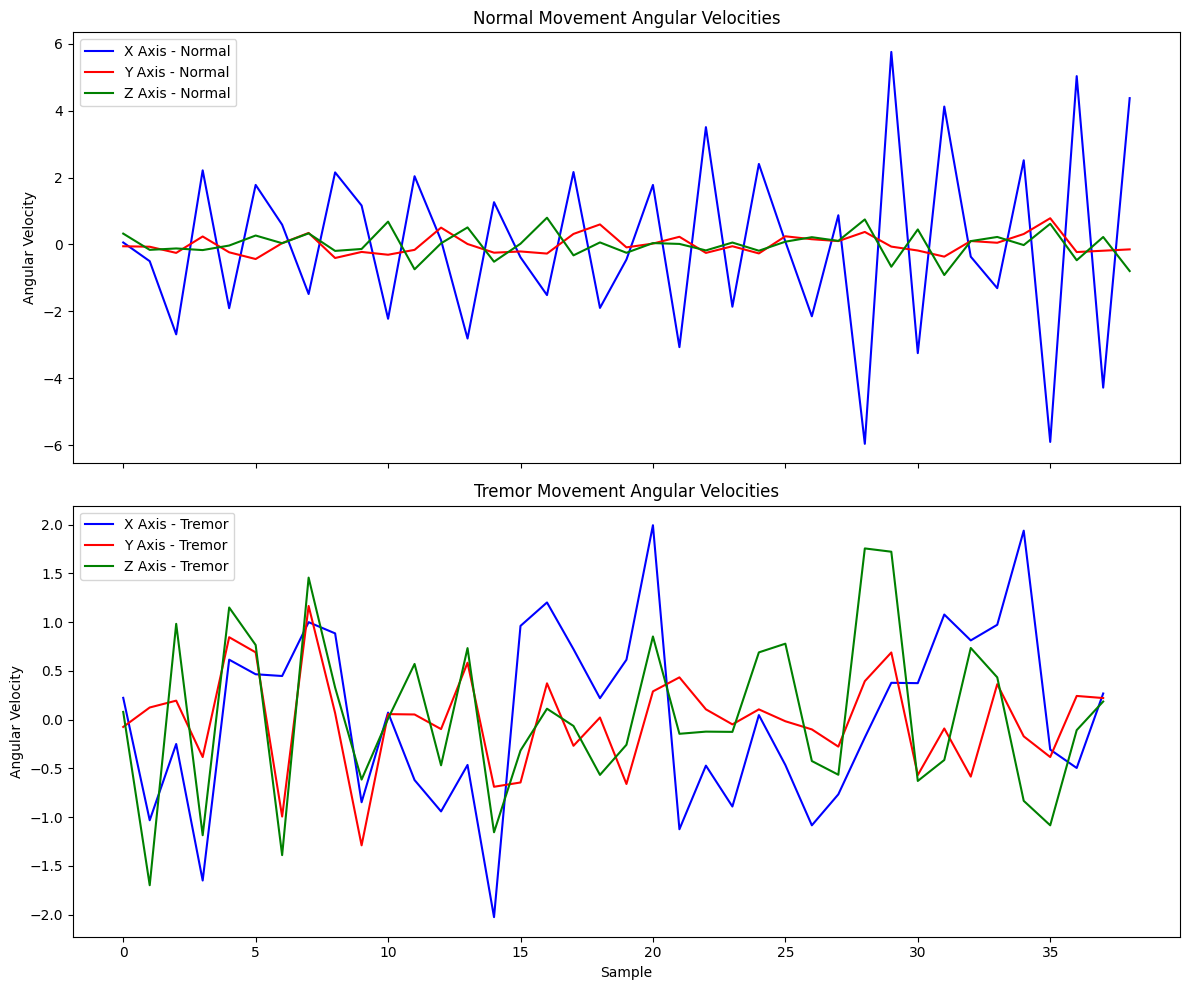 Normal Movement Angular Velocities
X Axis - Normal
Y Axis - Normal
Z Axis - Normal
6
4
2
0
−2
−4
−6
Angular Velocity
Tremor Movement Angular Velocities
X Axis - Tremor
Y Axis - Tremor
Z Axis - Tremor
2.0
1.5
1.0
0.5
0.0
−0.5
−1.0
−1.5
−2.0
Angular Velocity
0 5 10 15 20 25 30 35
Sample